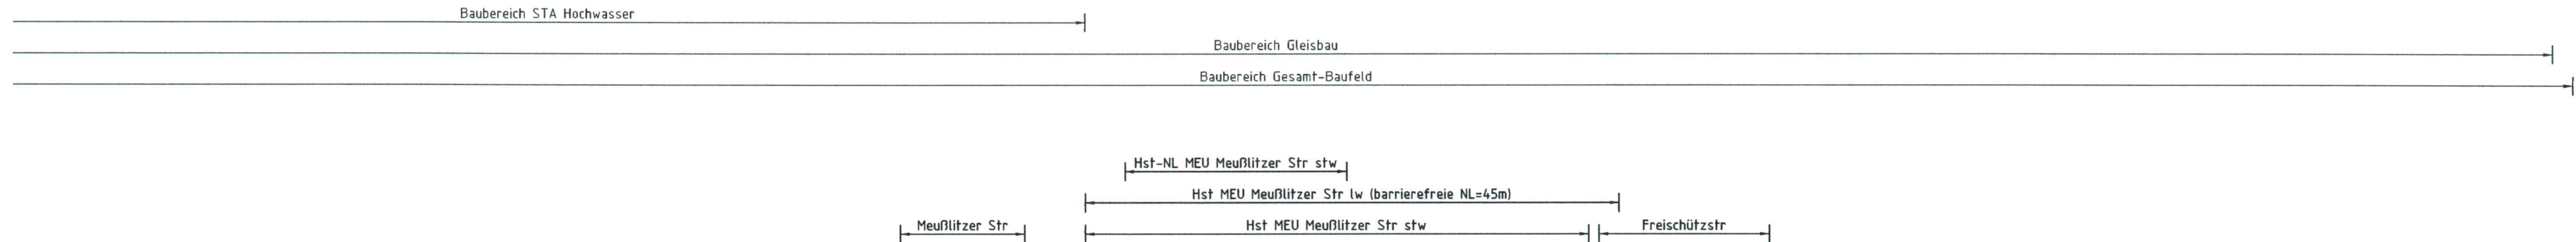 Baubereich STA Hochwasser
Baubereich Gleisbau
Baubereich Gesamt-Baufeld
Hst-NL MEU Meußlitzer Str stw
Hst MEU Meußlitzer Str lw (barrierefreie NL=45m)
Meußlitzer Str Hst MEU Meußlitzer Str stw Freischützstr